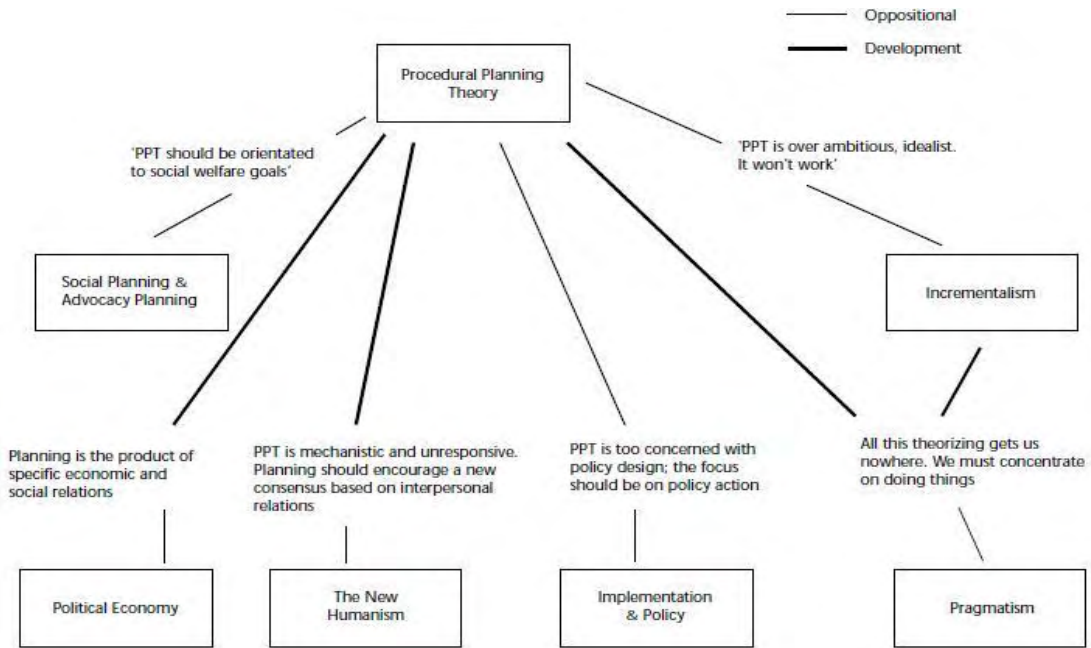 Oppositional
Development
Procedural Planning
Theory
'PPT should be orientated
to social welfare goals'
'PPT is over ambitious, idealist.
It won't work'
Social Planning &
Advocacy Planning
Incrementalism
Planning is the product of
specific economic and
social relations
PPT is mechanistic and unresponsive.
Planning should encourage a new
consensus based on interpersonal
relations
PPT is too concerned with
policy design; the focus
should be on policy action
All this theorizing gets us
nowhere. We must concentrate
on doing things
Political Economy
The New
Humanism
Implementation
& Policy
Pragmatism